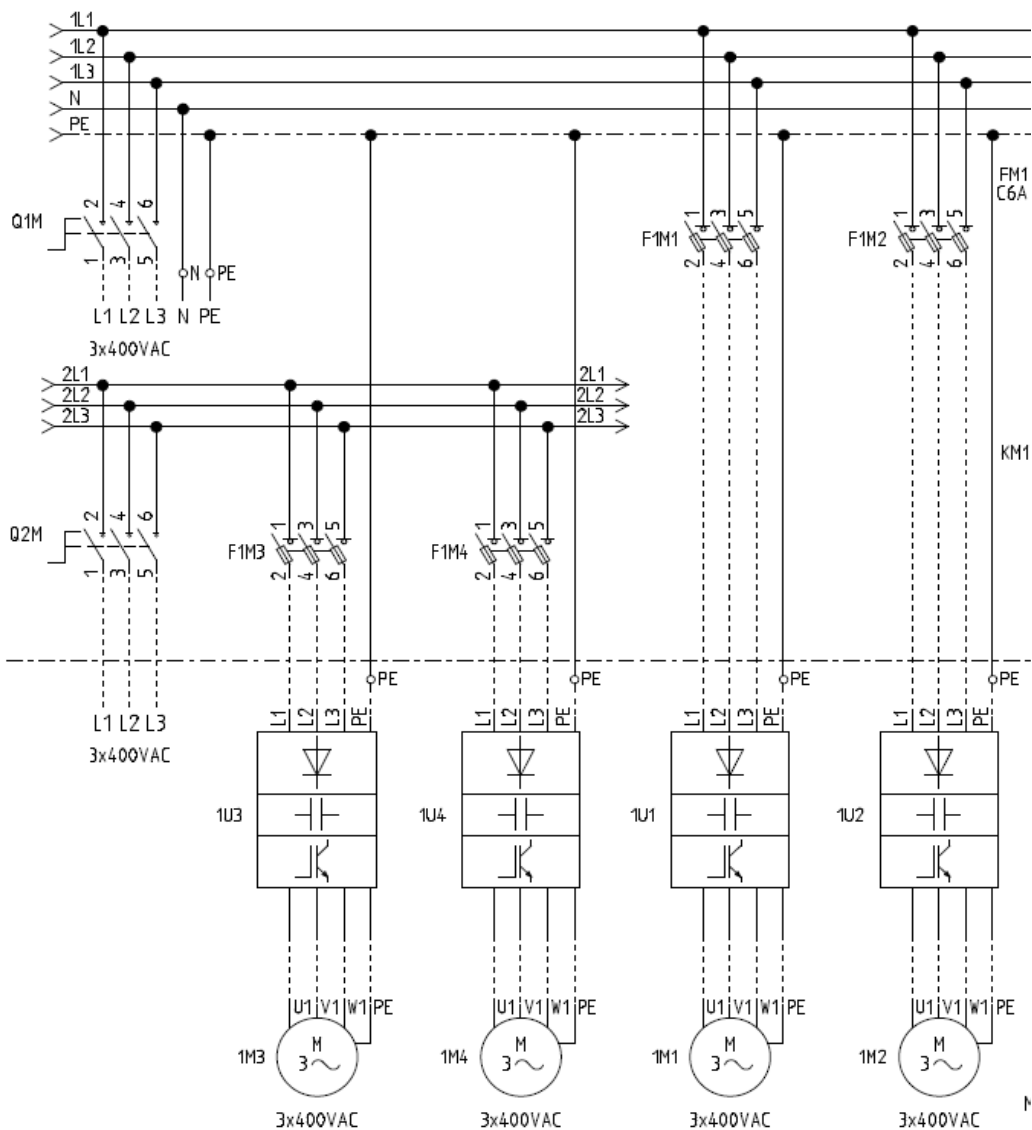 1L1
1L2
1L3
N
PE
FM1
C6A
Q1M
2 4 6
1 3 5
N PE
L1 L2 L3 N PE
3x400VAC
F1M1
1 3 5
2 4 6
F1M2
1 3 5
2 4 6
2L1 2L1
2L2 2L2
2L3 2L3
KM1
Q2M
2 4 6
1 3 5
F1M3
1 3 5
2 4 6
F1M4
1 3 5
2 4 6
PE PE PE PE
L1 L2 L3
3x400VAC
L1 L2 L3 PE
L1 L2 L3 PE
L1 L2 L3 PE
L1 L2 L3 PE
1U3 1U4 1U1 1U2
U1 V1 W1 PE
U1 V1 W1 PE
U1 V1 W1 PE
U1 V1 W1 PE
1M3
M
3
1M4
M
3
1M1
M
3
1M2
M
3
M
3x400VAC 3x400VAC 3x400VAC 3x400VAC